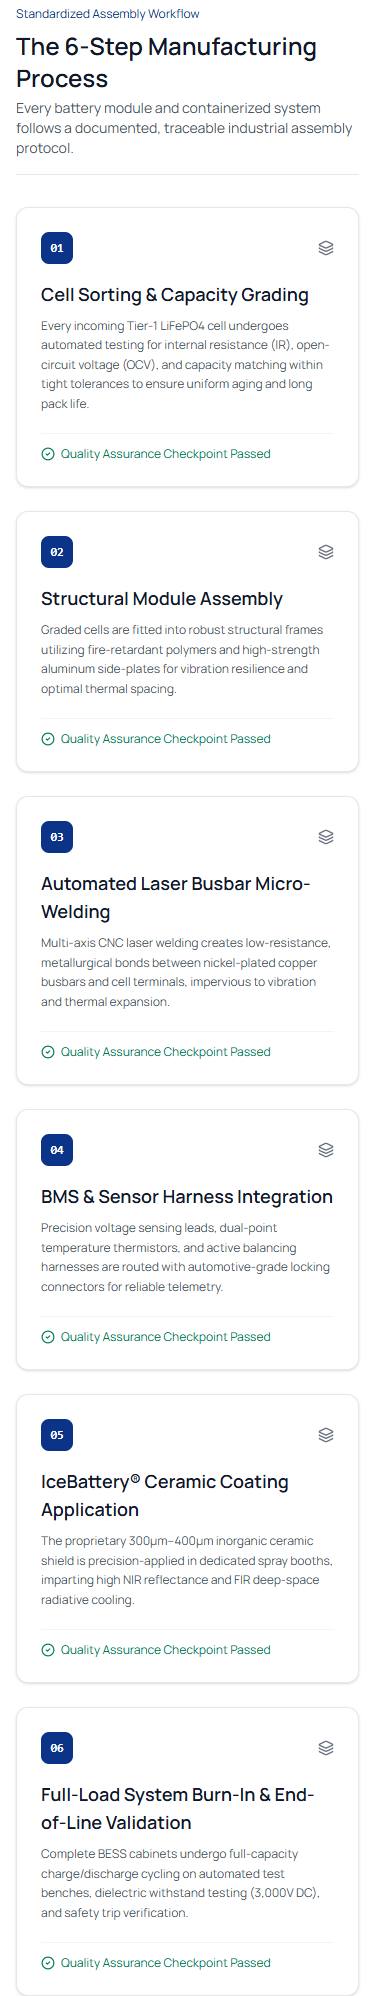 Standardized Assembly Workflow
The 6-Step Manufacturing
Process
Every battery module and containerized system
follows a documented, traceable industrial assembly
protocol.
01
Cell Sorting & Capacity Grading
Every incoming Tier-1 LiFePO4 cell undergoes
automated testing for internal resistance (IR), open-
circuit voltage (OCV), and capacity matching within
tight tolerances to ensure uniform aging and long
pack life.
Quality Assurance Checkpoint Passed
02
Structural Module Assembly
Graded cells are fitted into robust structural frames
utilizing fire-retardant polymers and high-strength
aluminum side-plates for vibration resilience and
optimal thermal spacing.
Quality Assurance Checkpoint Passed
03
Automated Laser Busbar Micro-
Welding
Multi-axis CNC laser welding creates low-resistance,
metallurgical bonds between nickel-plated copper
busbars and cell terminals, impervious to vibration
and thermal expansion.
Quality Assurance Checkpoint Passed
04
BMS & Sensor Harness Integration
Precision voltage sensing leads, dual-point
temperature thermistors, and active balancing
harnesses are routed with automotive-grade locking
connectors for reliable telemetry.
Quality Assurance Checkpoint Passed
05
IceBattery® Ceramic Coating
Application
The proprietary 300μm–400μm inorganic ceramic
shield is precision-applied in dedicated spray booths,
imparting high NIR reflectance and FIR deep-space
radiative cooling.
Quality Assurance Checkpoint Passed
06
Full-Load System Burn-In & End-
of-Line Validation
Complete BESS cabinets undergo full-capacity
charge/discharge cycling on automated test
benches, dielectric withstand testing (3,000V DC),
and safety trip verification.
Quality Assurance Checkpoint Passed